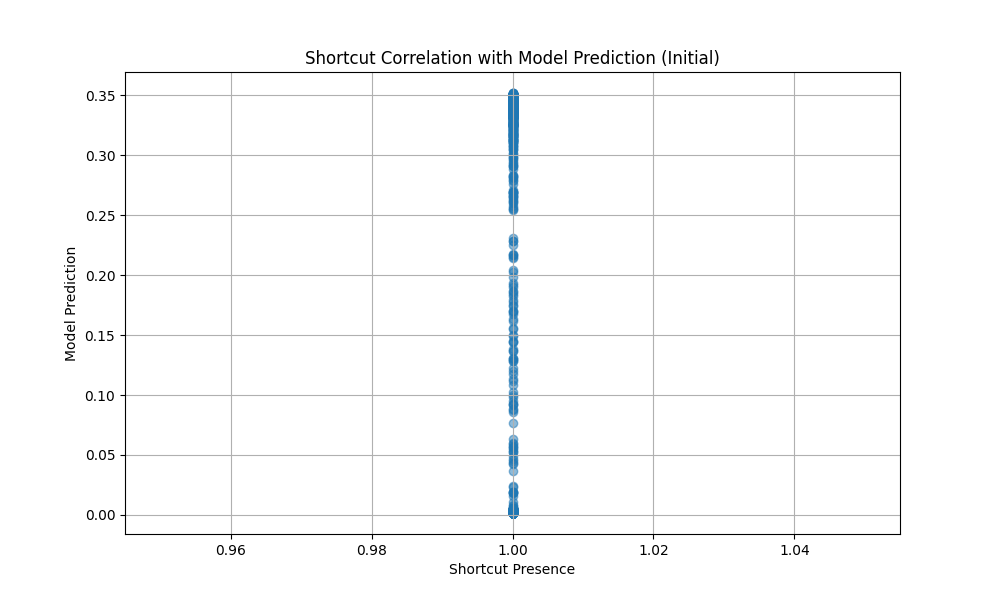 Shortcut Correlation with Model Prediction (Initial)
Model Prediction
0.35
0.30
0.25
0.20
0.15
0.10
0.05
0.00
0.96 0.98 1.00 1.02 1.04
Shortcut Presence